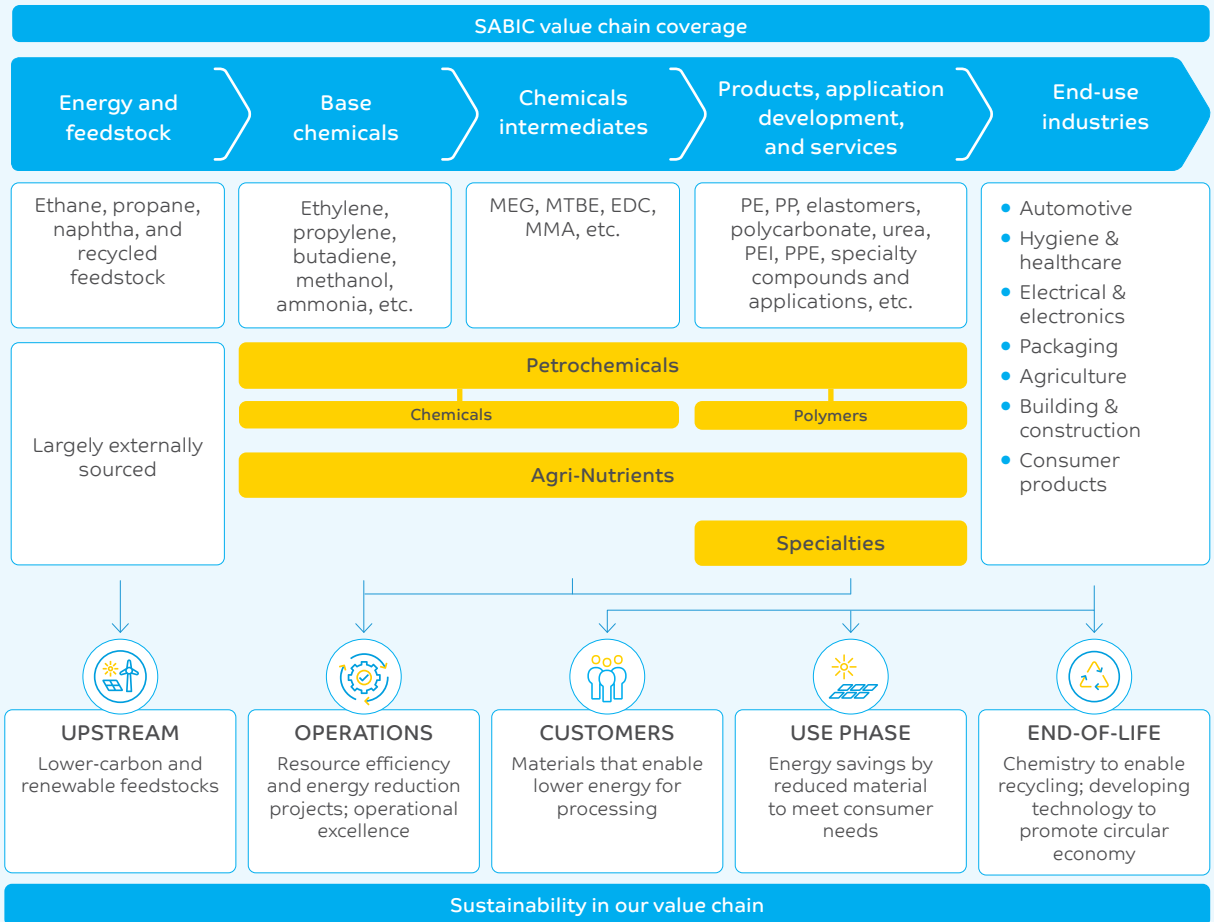 SABIC value chain coverage
Energy and
feedstock
Base
chemicals
Chemicals
intermediates
Products, application
development,
and services
End-use
industries
Ethane, propane,
naphtha, and
recycled
feedstock
Ethylene,
propylene,
butadiene,
methanol,
ammonia, etc.
MEG, MTBE, EDC,
MMA, etc.
PE, PP, elastomers,
polycarbonate, urea,
PEI, PPE, specialty
compounds and
applications, etc.
• Automotive
• Hygiene &
healthcare
• Electrical &
electronics
• Packaging
• Agriculture
• Building &
construction
• Consumer
products
Largely externally
sourced
Petrochemicals
Chemicals
Polymers
Agri-Nutrients
Specialties
UPSTREAM
Lower-carbon and
renewable feedstocks
OPERATIONS
Resource efficiency
and energy reduction
projects; operational
excellence
CUSTOMERS
Materials that enable
lower energy for
processing
USE PHASE
Energy savings by
reduced material
to meet consumer
needs
END-OF-LIFE
Chemistry to enable
recycling; developing
technology to
promote circular
economy
Sustainability in our value chain